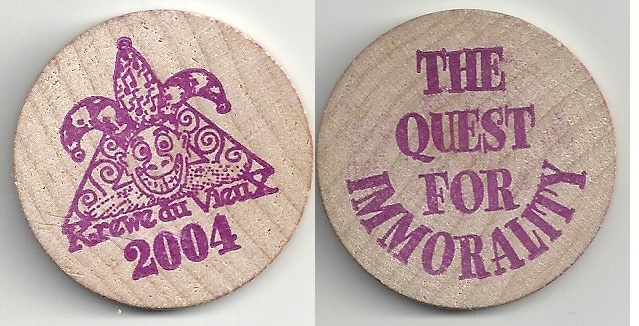 Krewe du Vieux
2004
THE
QUEST
FOR
IMMORALITY